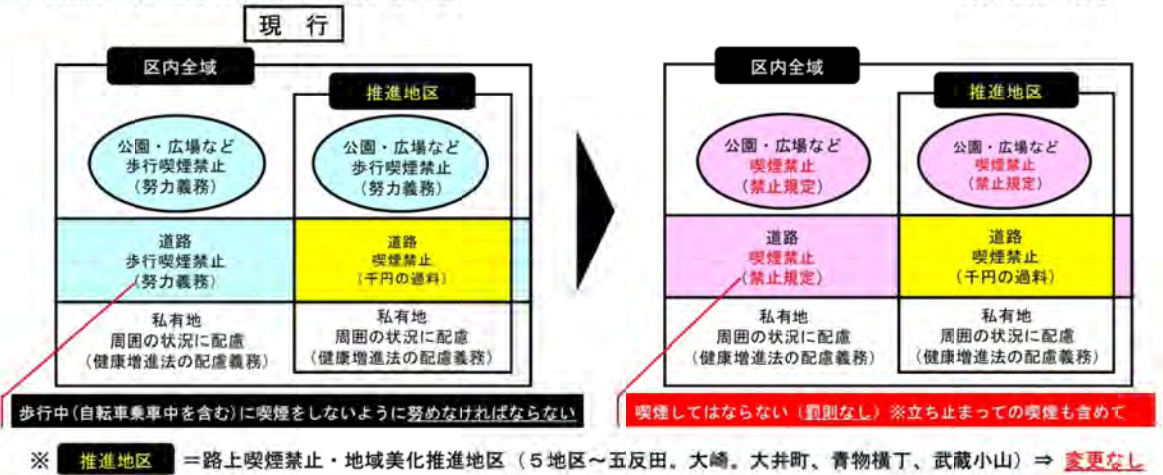 現 行
区内全域
推進地区
公園・広場など
歩行喫煙禁止
(努力義務)
公園・広場など
歩行喫煙禁止
(努力義務)
道路
歩行喫煙禁止
(努力義務)
道路
喫煙禁止
(千円の過料)
私有地
周囲の状況に配慮
(健康増進法の配慮義務)
私有地
周囲の状況に配慮
(健康増進法の配慮義務)
歩行中(自転車乗車中を含む)に喫煙をしないように努めなければならない
区内全域
推進地区
公園・広場など
喫煙禁止
(禁止規定)
公園・広場など
喫煙禁止
(禁止規定)
道路
喫煙禁止
(禁止規定)
道路
喫煙禁止
(千円の過料)
私有地
周囲の状況に配慮
(健康増進法の配慮義務)
私有地
周囲の状況に配慮
(健康増進法の配慮義務)
喫煙してはならない(罰則なし)※立ち止まっての喫煙も含めて
※ 推進地区 =路上喫煙禁止・地域美化推進地区(5地区~五反田。大崎。大井町、青物横丁、武蔵小山)⇒ 変更なし